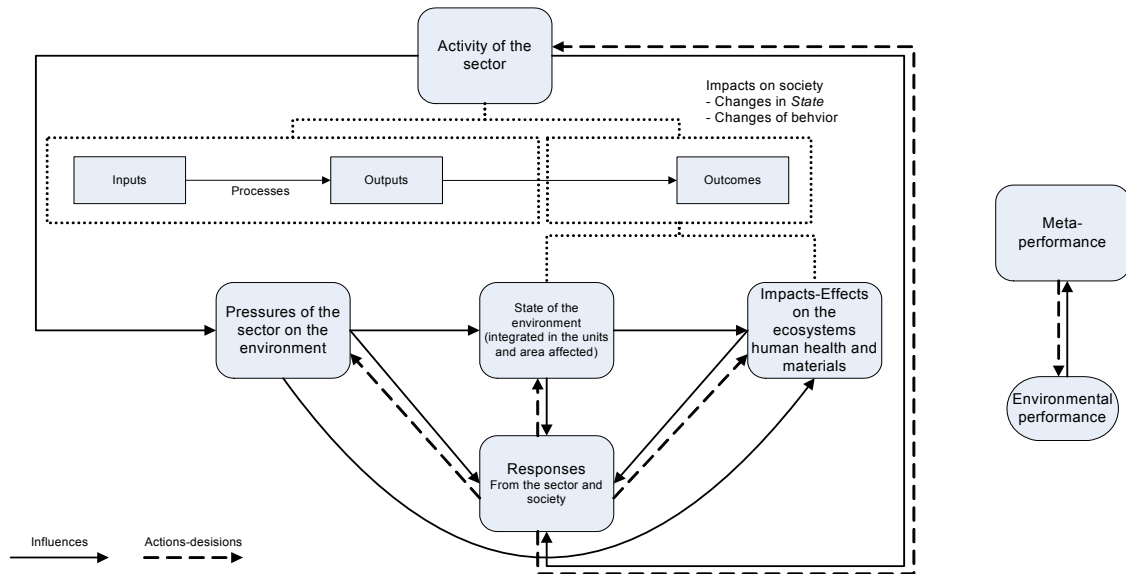 Activity of the
sector
Impacts on society
- Changes in State
- Changes of behvior
Inputs
Processes
Outputs
Outcomes
Meta-
performance
Pressures of the
sector on the
environment
State of the
environment
(integrated in the units
and area affected)
Impacts-Effects
on the
ecosystems
human health and
materials
Environmental
performance
Responses
From the sector and
society
Influences
Actions-desisions